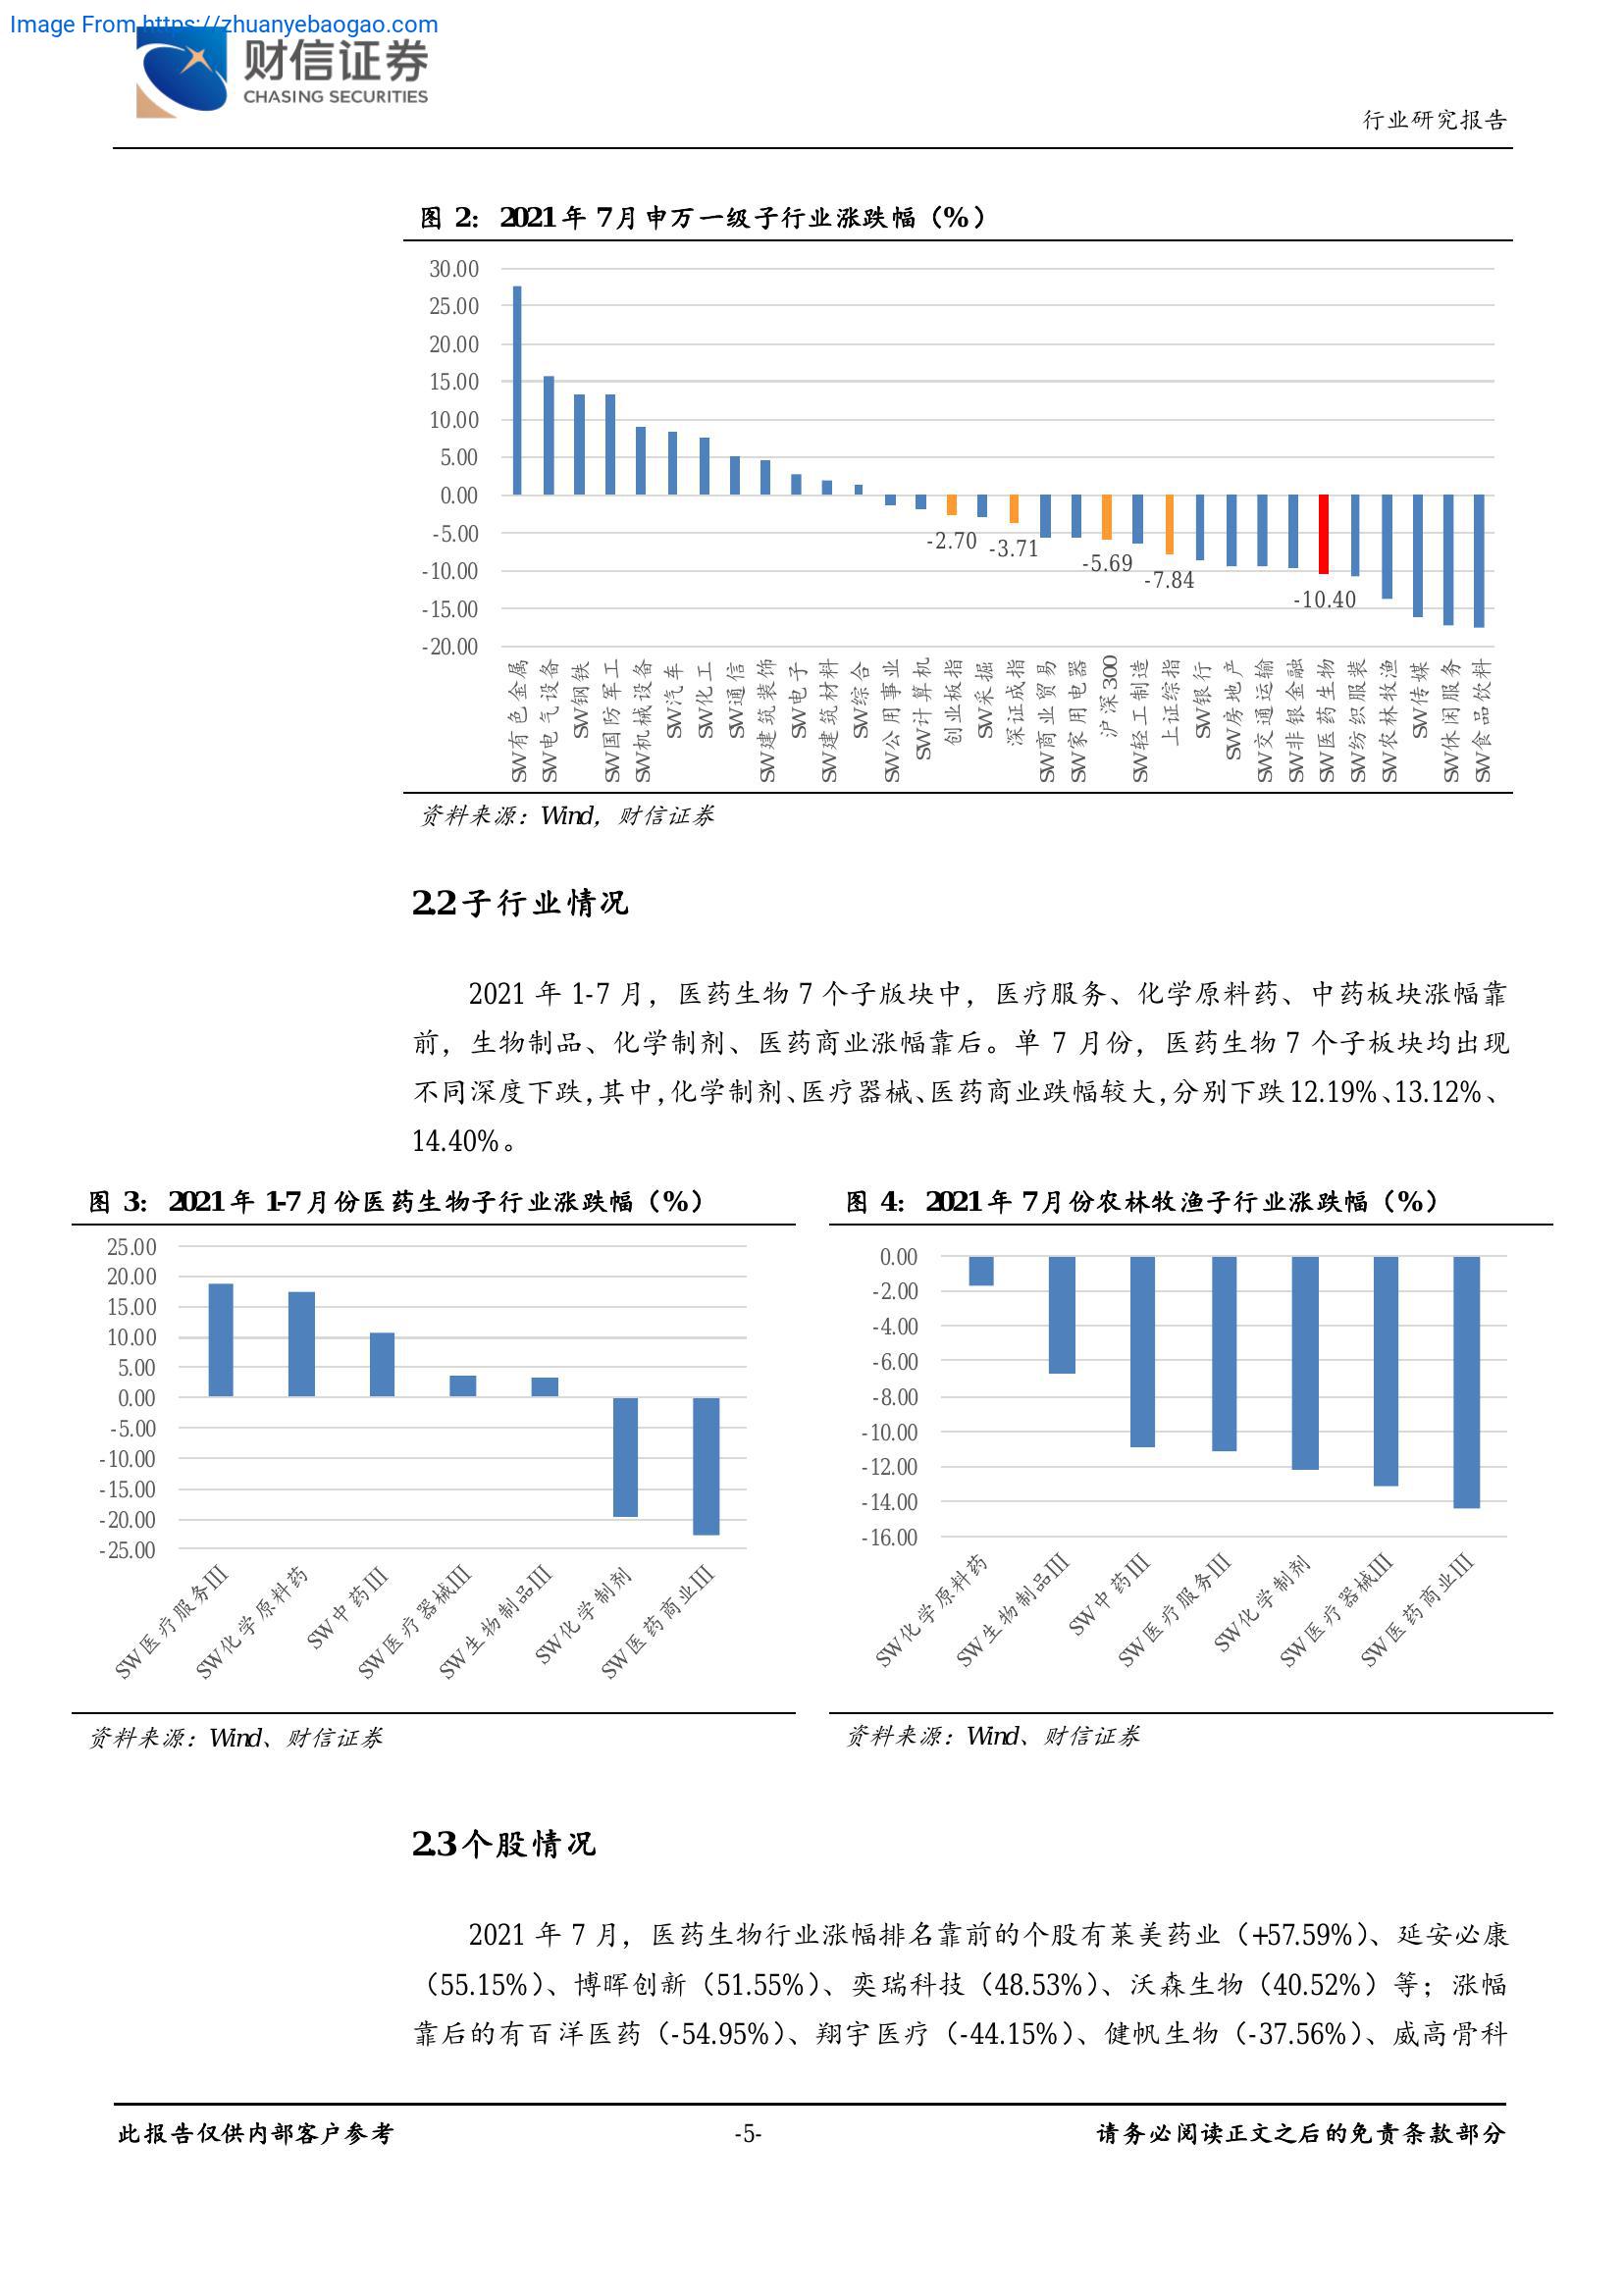 Image From https://zhuanyebaogao.com
财信证券
CHASING SECURITIES
行业研究报告
图 2：2021 年 7 月申万一级子行业涨跌幅（%）
30.00
25.00
20.00
15.00
10.00
5.00
0.00
-5.00
-10.00
-15.00
-20.00
-2.70
-3.71
-5.69
-7.84
-10.40
SW有色金属
SW电气设备
SW钢铁
SW国防军工
SW机械设备
SW汽车
SW化工
SW通信
SW建筑装饰
SW电子
SW建筑材料
SW综合
SW公用事业
SW计算机
创业板指
SW采掘
深证成指
SW商业贸易
SW家用电器
沪深300
SW轻工制造
上证综指
SW银行
SW房地产
SW交通运输
SW非银金融
SW医药生物
SW纺织服装
SW农林牧渔
SW传媒
SW休闲服务
SW食品饮料
资料来源：Wind，财信证券
2.2 子行业情况
2021 年 1-7 月，医药生物 7 个子版块中，医疗服务、化学原料药、中药板块涨幅靠
前，生物制品、化学制剂、医药商业涨幅靠后。单 7 月份，医药生物 7 个子板块均出现
不同深度下跌，其中，化学制剂、医疗器械、医药商业跌幅较大，分别下跌 12.19%、13.12%、
14.40%。
图 3：2021 年 1-7 月份医药生物子行业涨跌幅（%）
25.00
20.00
15.00
10.00
5.00
0.00
-5.00
-10.00
-15.00
-20.00
-25.00
SW医疗服务III
SW化学原料药
SW中药III
SW医疗器械III
SW生物制品III
SW化学制剂
SW医药商业III
资料来源：Wind、财信证券
图 4：2021 年 7 月份农林牧渔子行业涨跌幅（%）
0.00
-2.00
-4.00
-6.00
-8.00
-10.00
-12.00
-14.00
-16.00
SW化学原料药
SW生物制品III
SW中药III
SW医疗服务III
SW化学制剂
SW医疗器械III
SW医药商业III
资料来源：Wind、财信证券
2.3 个股情况
2021 年 7 月，医药生物行业涨幅排名靠前的个股有莱美药业（+57.59%）、延安必康
（55.15%）、博晖创新（51.55%）、奕瑞科技（48.53%）、沃森生物（40.52%）等；涨幅
靠后的有百洋医药（-54.95%）、翔宇医疗（-44.15%）、健帆生物（-37.56%）、威高骨科
此报告仅供内部客户参考
-5-
请务必阅读正文之后的免责条款部分